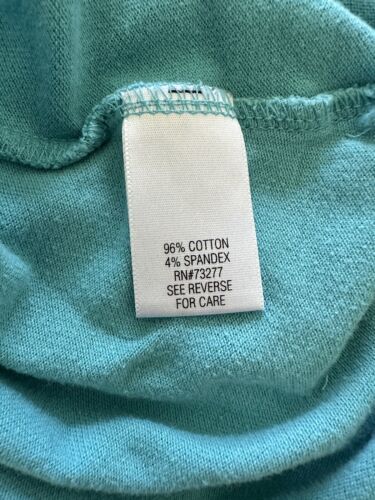 96% COTTON
4% SPANDEX
RN#73277
SEE REVERSE
FOR CARE